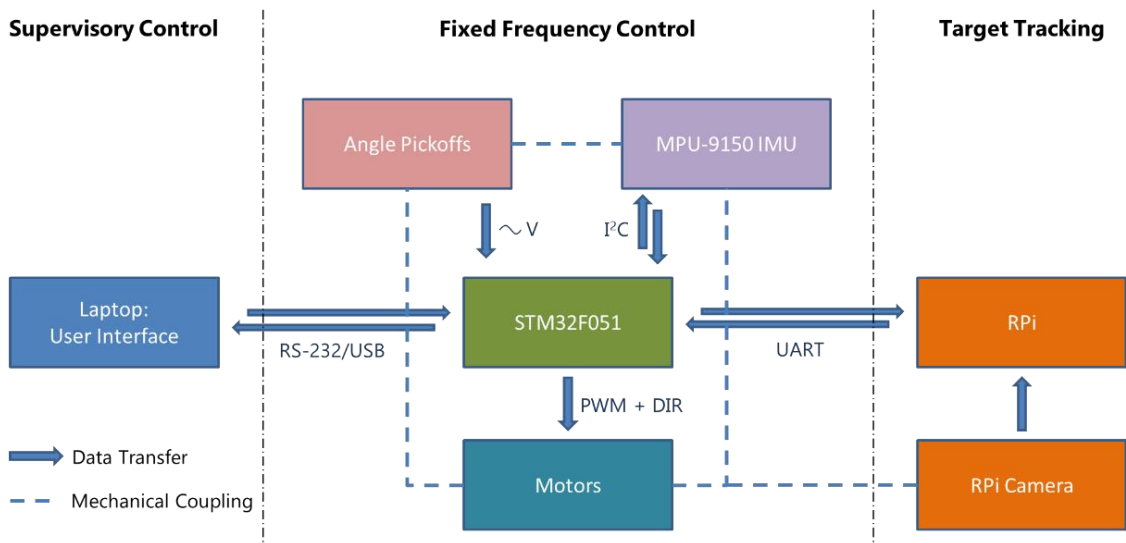 Supervisory Control
Fixed Frequency Control
Target Tracking
Angle Pickoffs
MPU-9150 IMU
～ V
I²C
Laptop:
User Interface
STM32F051
RPi
RS-232/USB
UART
PWM + DIR
Data Transfer
Motors
RPi Camera
Mechanical Coupling